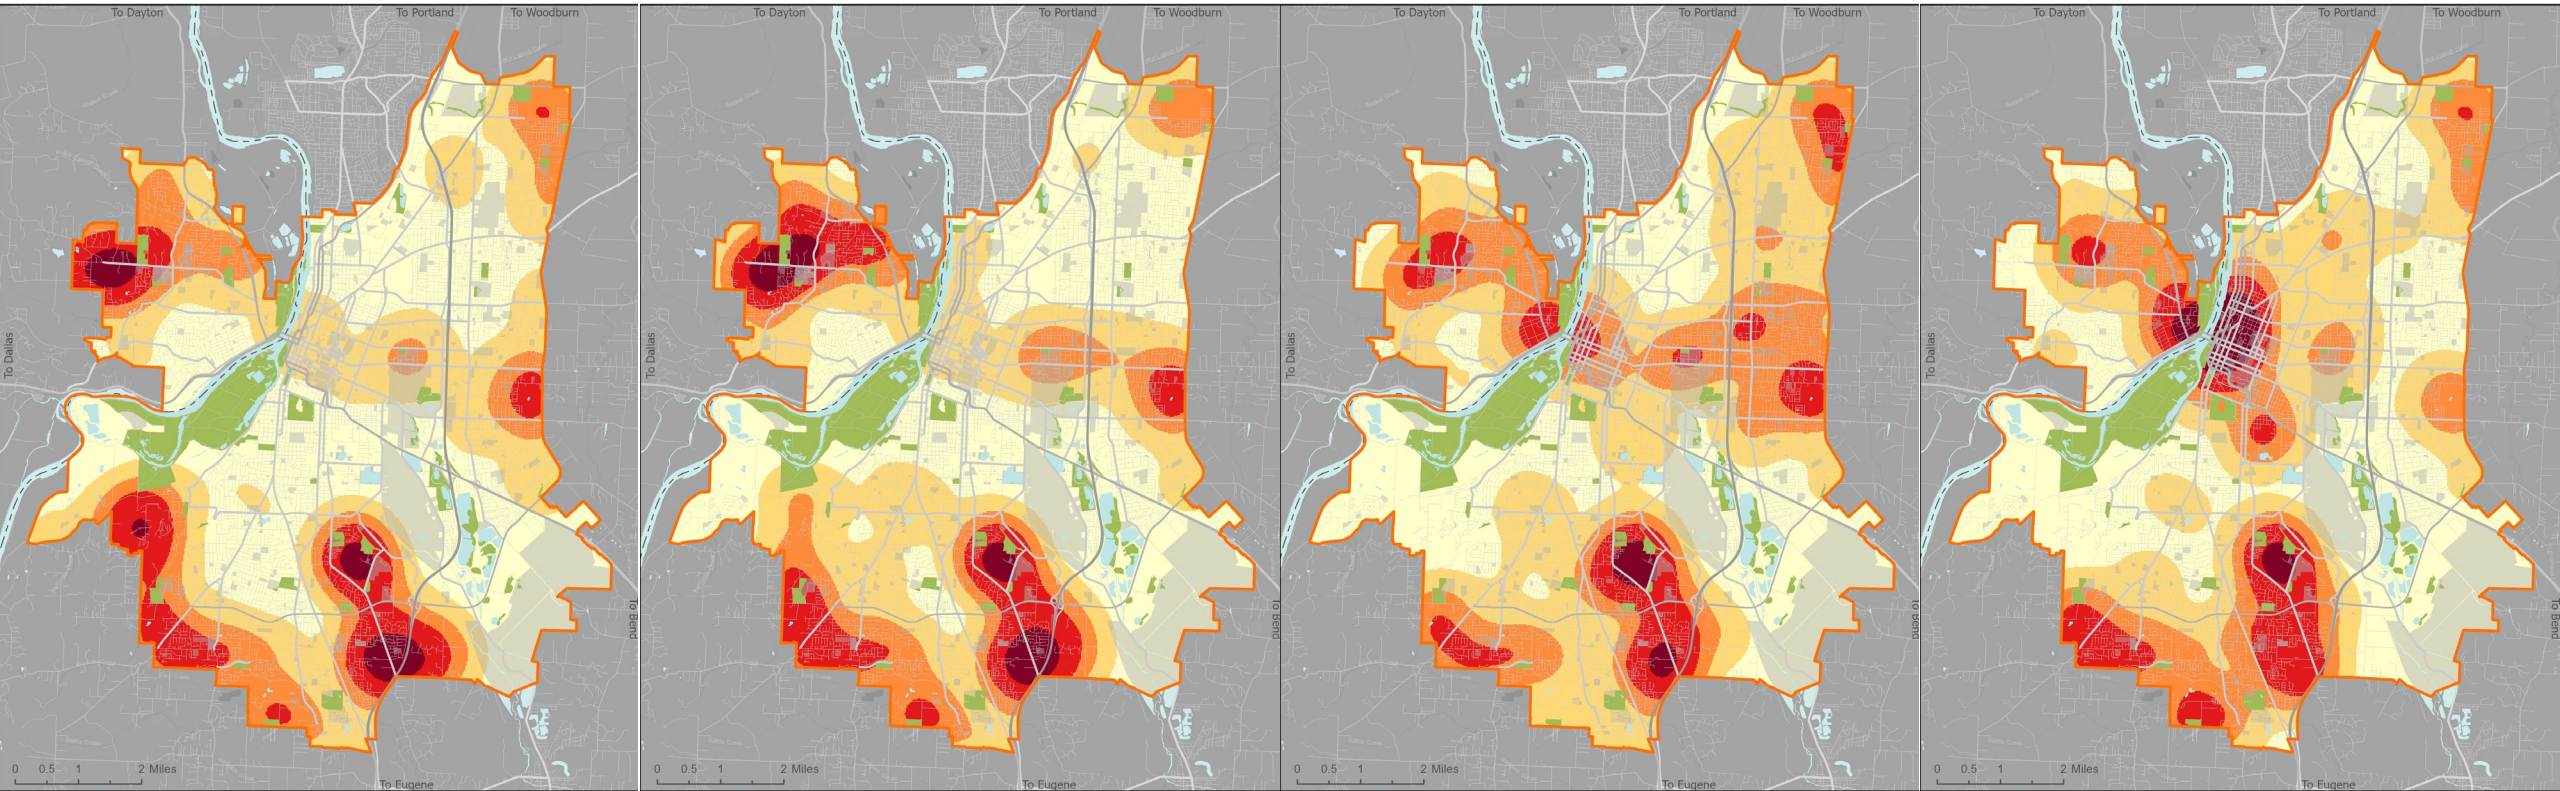 To Dayton
To Portland
To Woodburn
To Dallas
To Bend
0 0.5 1 2 Miles
To Eugene
To Dayton
To Portland
To Woodburn
To Dallas
To Bend
0 0.5 1 2 Miles
To Eugene
To Dayton
To Portland
To Woodburn
To Dallas
To Bend
0 0.5 1 2 Miles
To Eugene
To Dayton
To Portland
To Woodburn
To Dallas
To Bend
0 0.5 1 2 Miles
To Eugene